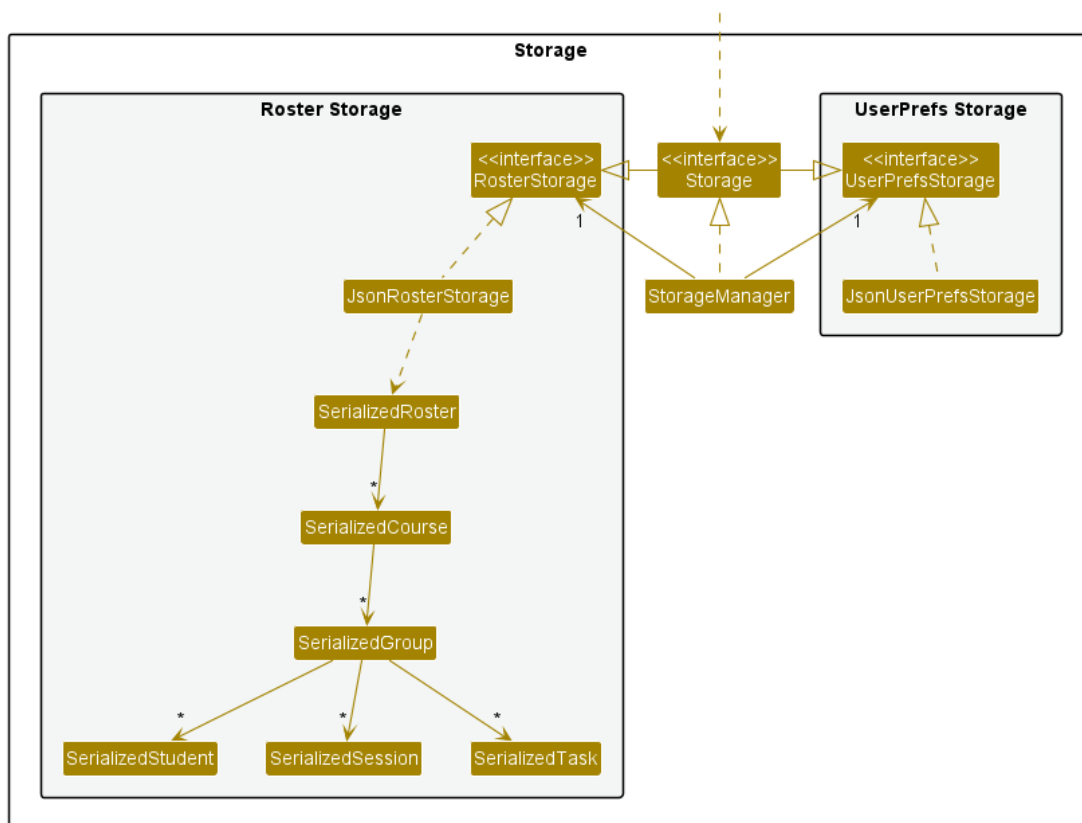 Storage
Roster Storage
UserPrefs Storage
<<interface>>
RosterStorage
<<interface>>
Storage
<<interface>>
UserPrefsStorage
1
1
JsonRosterStorage
StorageManager
JsonUserPrefsStorage
SerializedRoster
*
SerializedCourse
*
SerializedGroup
*
*
*
SerializedStudent
SerializedSession
SerializedTask